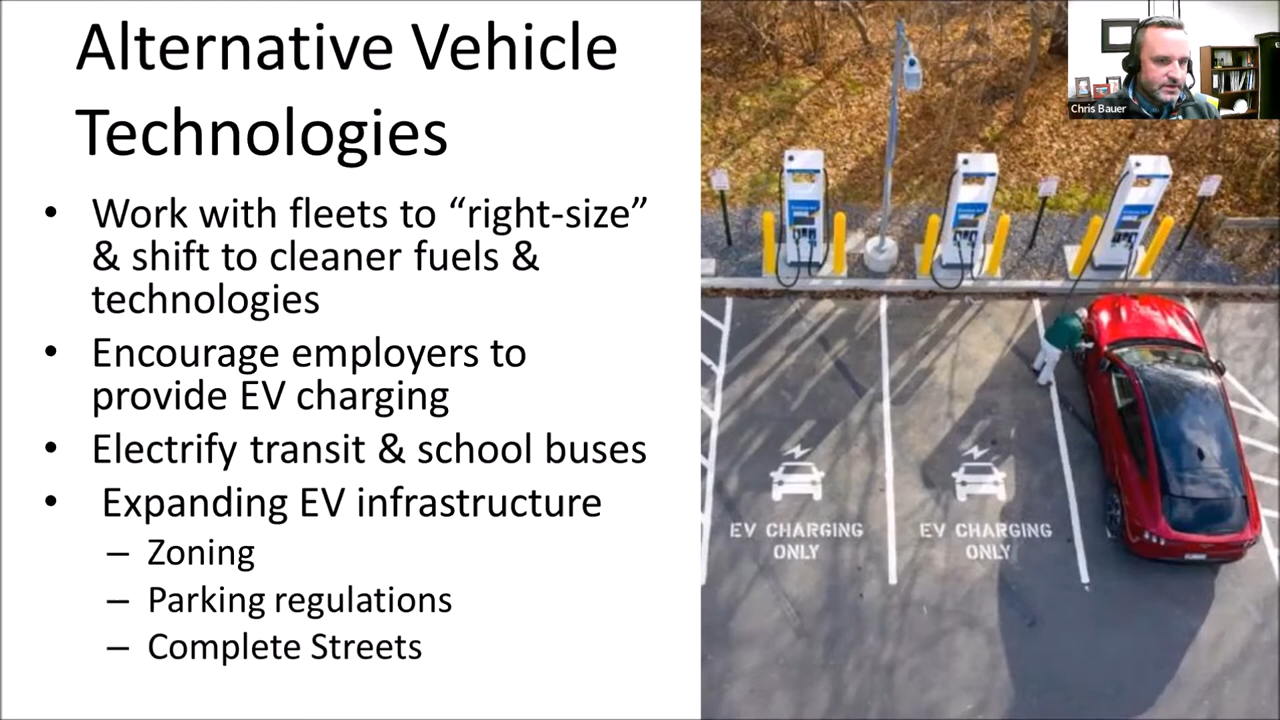 Alternative Vehicle
Technologies
• Work with fleets to “right-size”
& shift to cleaner fuels &
technologies
• Encourage employers to
provide EV charging
• Electrify transit & school buses
• Expanding EV infrastructure
– Zoning
– Parking regulations
– Complete Streets
Chris Bauer
EV CHARGING
ONLY
EV CHARGING
ONLY